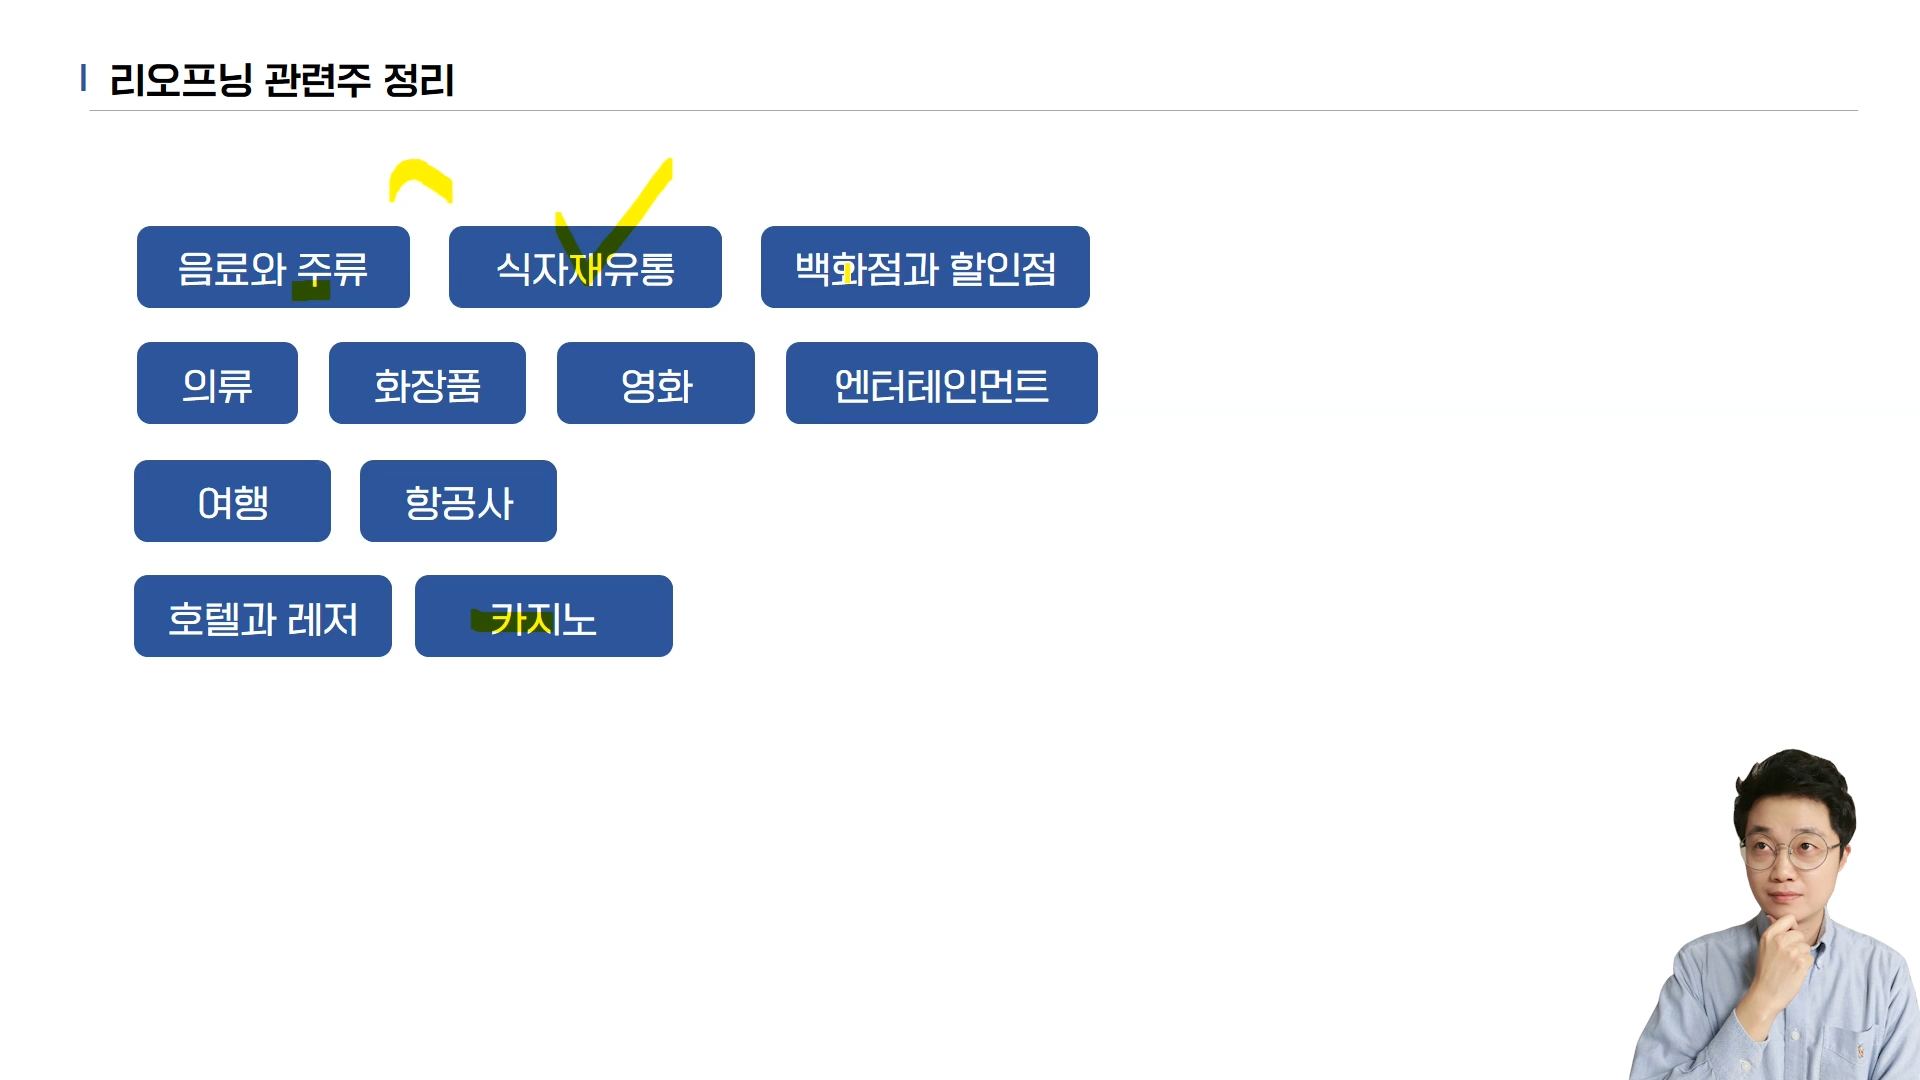 리오프닝 관련주 정리
음료와 주류 식자재유통 백화점과 할인점
의류 화장품 영화 엔터테인먼트
여행 항공사
호텔과 레저 카지노